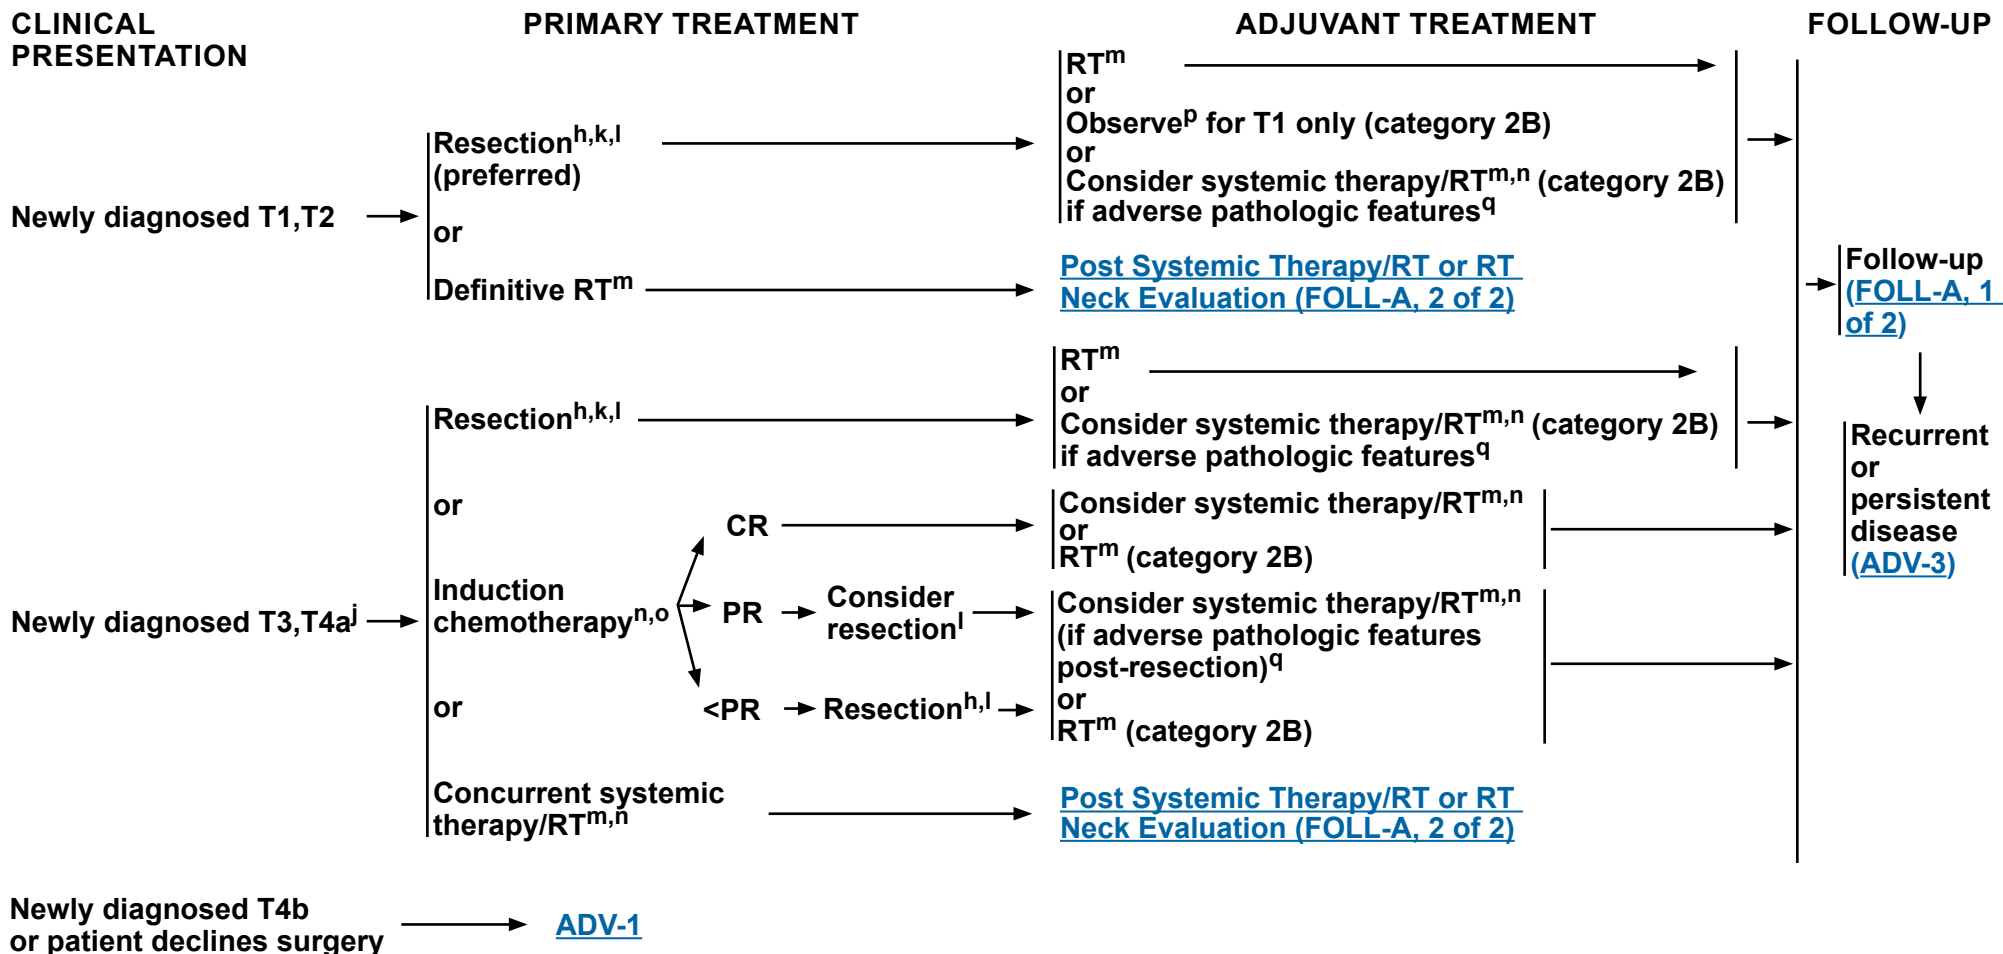 CLINICAL
PRESENTATION
PRIMARY TREATMENT
ADJUVANT TREATMENT
FOLLOW-UP
Newly diagnosed T1,T2
Resectionh,k,l
(preferred)
or
Definitive RTm
RTm
or
Observep for T1 only (category 2B)
or
Consider systemic therapy/RTm,n (category 2B)
if adverse pathologic featuresq
Post Systemic Therapy/RT or RT
Neck Evaluation (FOLL-A, 2 of 2)
Newly diagnosed T3,T4aj
Resectionh,k,l
or
Induction
chemotherapyn,o
or
Concurrent systemic
therapy/RTm,n
RTm
or
Consider systemic therapy/RTm,n (category 2B)
if adverse pathologic featuresq
CR
Consider systemic therapy/RTm,n
or
RTm (category 2B)
PR
Consider
resectionl
<PR
Resectionh,l
Consider systemic therapy/RTm,n
(if adverse pathologic features
post-resection)q
or
RTm (category 2B)
Post Systemic Therapy/RT or RT
Neck Evaluation (FOLL-A, 2 of 2)
Follow-up
(FOLL-A, 1
of 2)
Recurrent
or
persistent
disease
(ADV-3)
Newly diagnosed T4b
or patient declines surgery
ADV-1